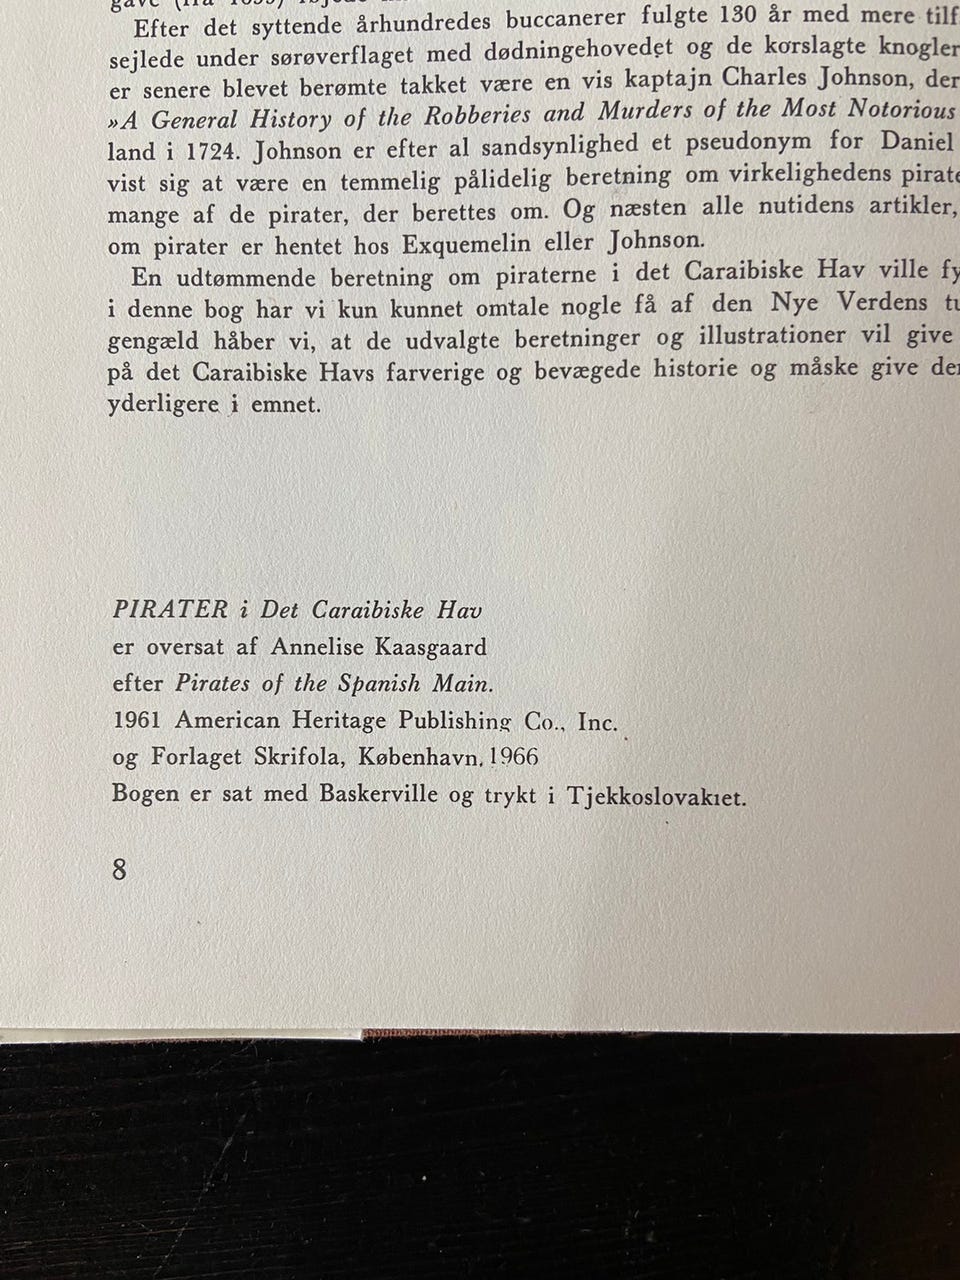 Efter det syttende århundredes buccanerer fulgte 130 år med mere
sejlede under sørøverflaget med dødningehovedet og de korslagte knogler
er senere blevet berømte takket være en vis kaptajn Charles Johnson, der
»A General History of the Robberies and Murders of the Most Notorious
land i 1724. Johnson er efter al sandsynlighed et pseudonym for Daniel
vist sig at være en temmelig pålidelig beretning om virkelighedens
mange af de pirater, der berettes om. Og næsten alle nutidens artikler,
om pirater er hentet hos Exquemelin eller Johnson.
En udtømmende beretning om piraterne i det Caraibiske Hav ville
i denne bog har vi kun kunnet omtale nogle få af den Nye Verdens
gengæld håber vi, at de udvalgte beretninger og illustrationer vil give
på det Caraibiske Havs farverige og bevægede historie og måske give
yderligere i emnet.
PIRATER i Det Caraibiske Hav
er oversat af Annelise Kaasgaard
efter Pirates of the Spanish Main.
1961 American Heritage Publishing Co., Inc.
og Forlaget Skrifola, København. 1966
Bogen er sat med Baskerville og trykt i Tjekkoslovakiet.
8